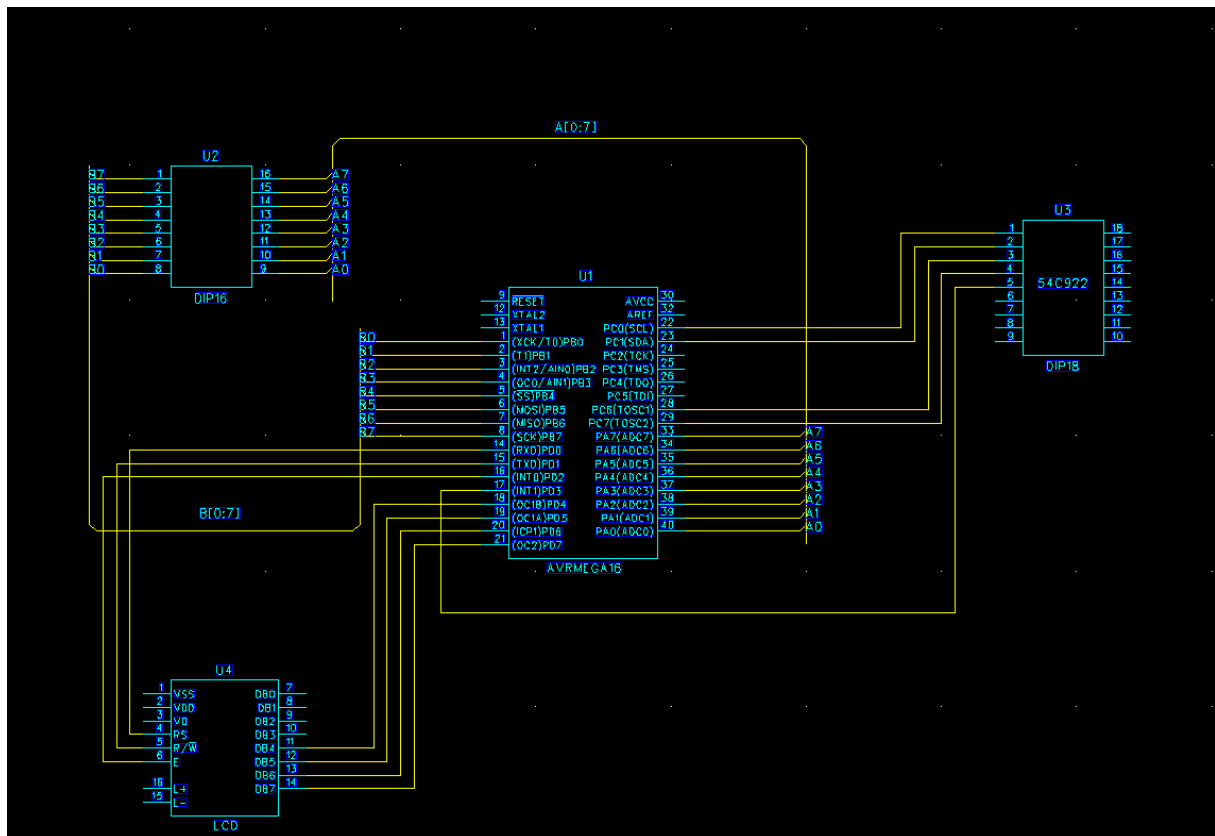 A[0:7]
U2
B7 1 16 A7
B6 2 15 A6
B5 3 14 A5
B4 4 13 A4
B3 5 12 A3
B2 6 11 A2
B1 7 10 A1
B0 8 9 A0
DIP16
U3
1 18
2 17
3 16
4 15
5 54C922 14
6 13
7 12
8 11
9 10
DIP18
U1
9 RESET AVCC 30
12 XTAL2 AREF 32
13 XTAL1 PC0(SCL) 22
B0 1 (XCK/T0)PB0 PC1(SDA) 23
B1 2 (T1)PB1 PC2(TCK) 24
B2 3 (INT2/AIN0)PB2 PC3(TMS) 25
B3 4 (OC0/AIN1)PB3 PC4(TDO) 26
B4 5 (SS)PB4 PC5(TDI) 27
B5 6 (MOSI)PB5 PC6(TOSC1) 28
B6 7 (MISO)PB6 PC7(TOSC2) 29
B7 8 (SCK)PB7 PA7(ADC7) 33 A7
14 (RXD)PD0 PA6(ADC6) 34 A6
15 (TXD)PD1 PA5(ADC5) 35 A5
16 (INT0)PD2 PA4(ADC4) 36 A4
17 (INT1)PD3 PA3(ADC3) 37 A3
18 (OC1B)PD4 PA2(ADC2) 38 A2
19 (OC1A)PD5 PA1(ADC1) 39 A1
20 (ICP1)PD6 PA0(ADC0) 40 A0
21 (OC2)PD7
AVRMEGA16
B[0:7]
U4
1 VSS DB0 7
2 VDD DB1 8
3 VO DB2 9
4 RS DB3 10
5 R/W DB4 11
6 E DB5 12
DB6 13
16 L+ DB7 14
15 L-
LCD